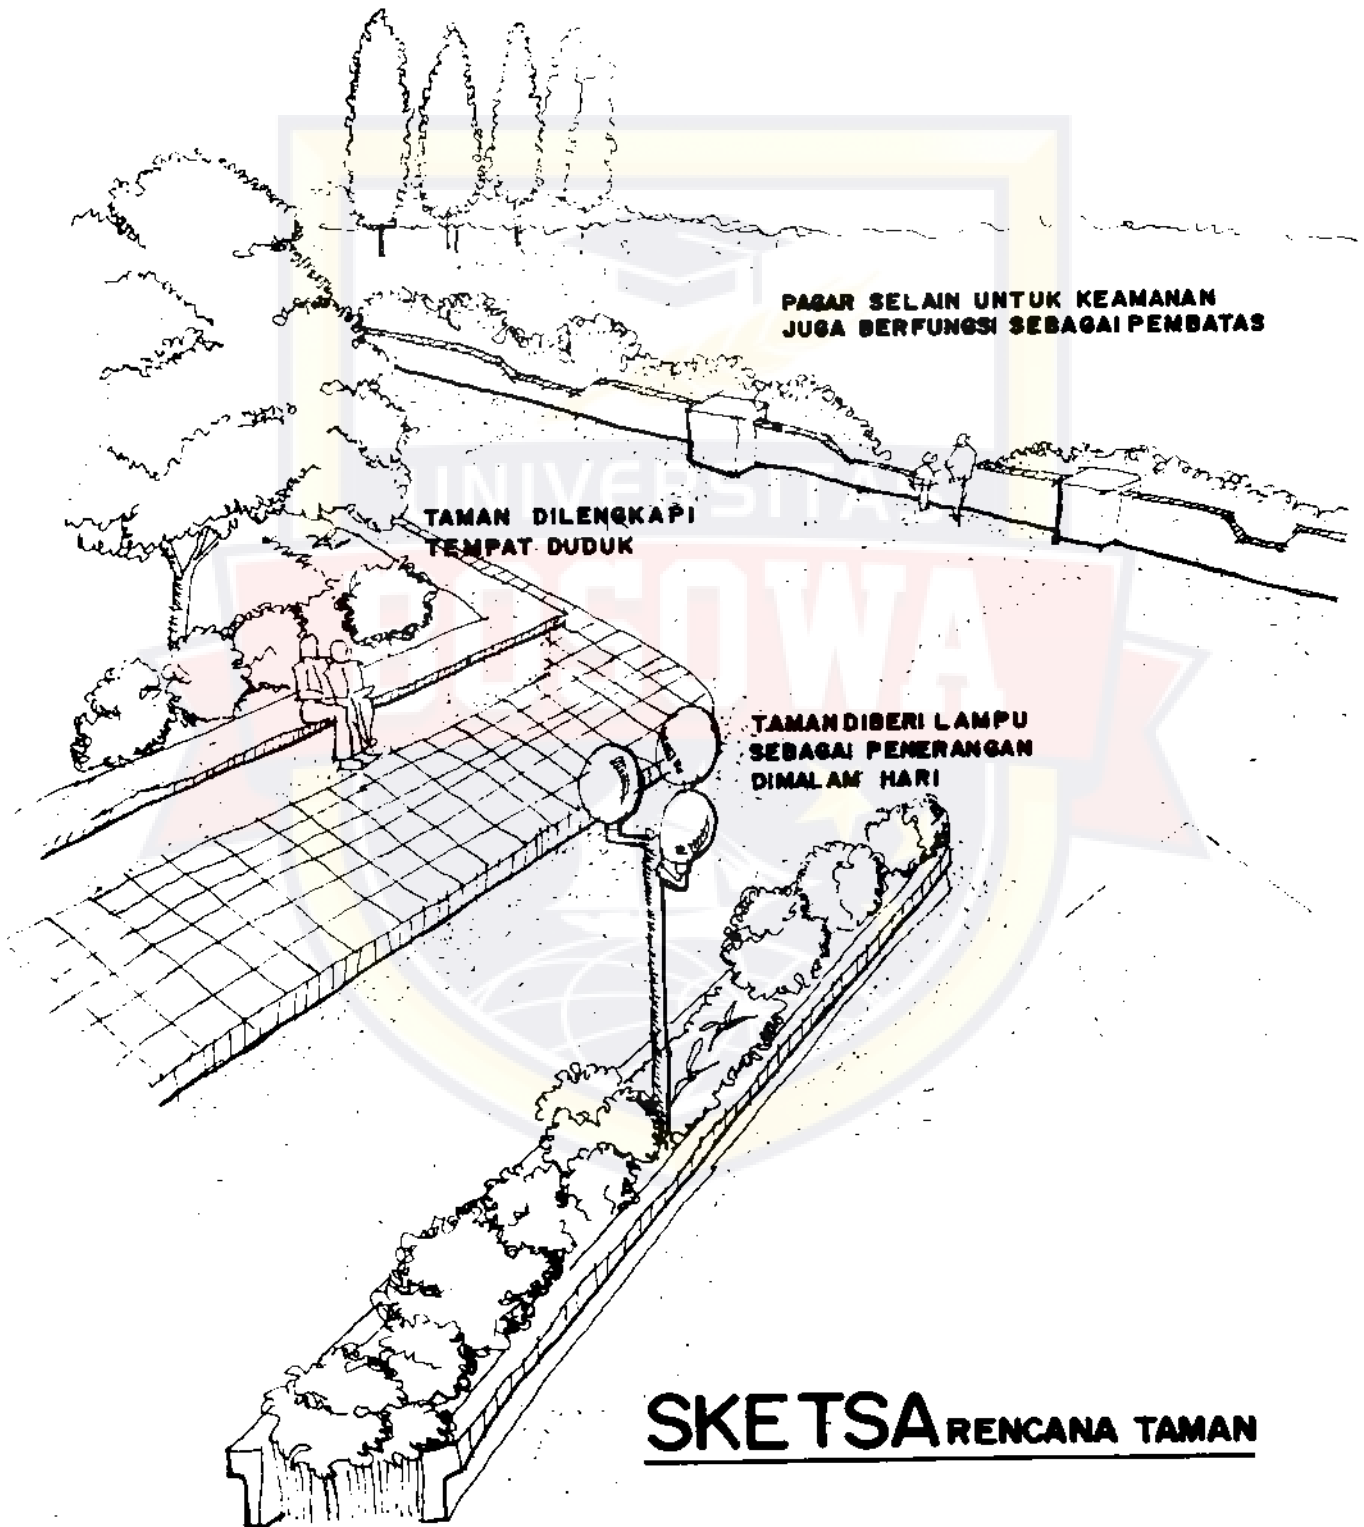 PAGAR SELAIN UNTUK KEAMANAN
JUGA BERFUNGSI SEBAGAI PEMBATAS
UNIVERSITAS
TAMAN DILENGKAPI
TEMPAT DUDUK
BOSOWA
TAMAN DIBERI LAMPU
SEBAGAI PENERANGAN
DIMALAM HARI
SKETSA RENCANA TAMAN